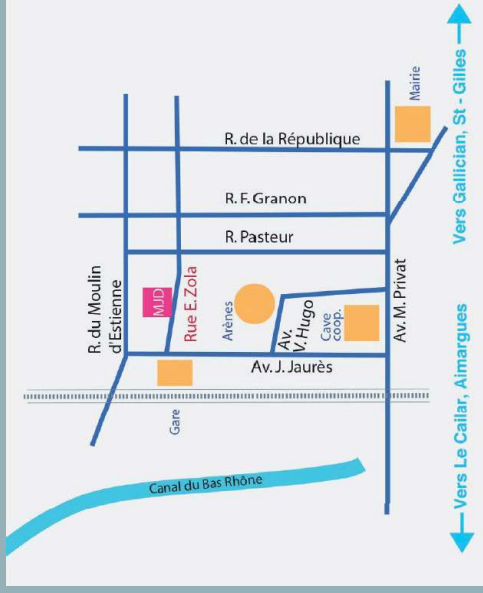 R. de la République
R. F. Granon
R. Pasteur
Av. J. Jaurès
Canal du Bas Rhône
R. du Moulin
d'Estienne
MJD
Rue E. Zola
Gare
Arènes
Av.
V. Hugo
Cave
coop.
Av. M. Privat
Mairie
Vers Le Cailar, Aimargues
Vers Gallician, St - Gilles